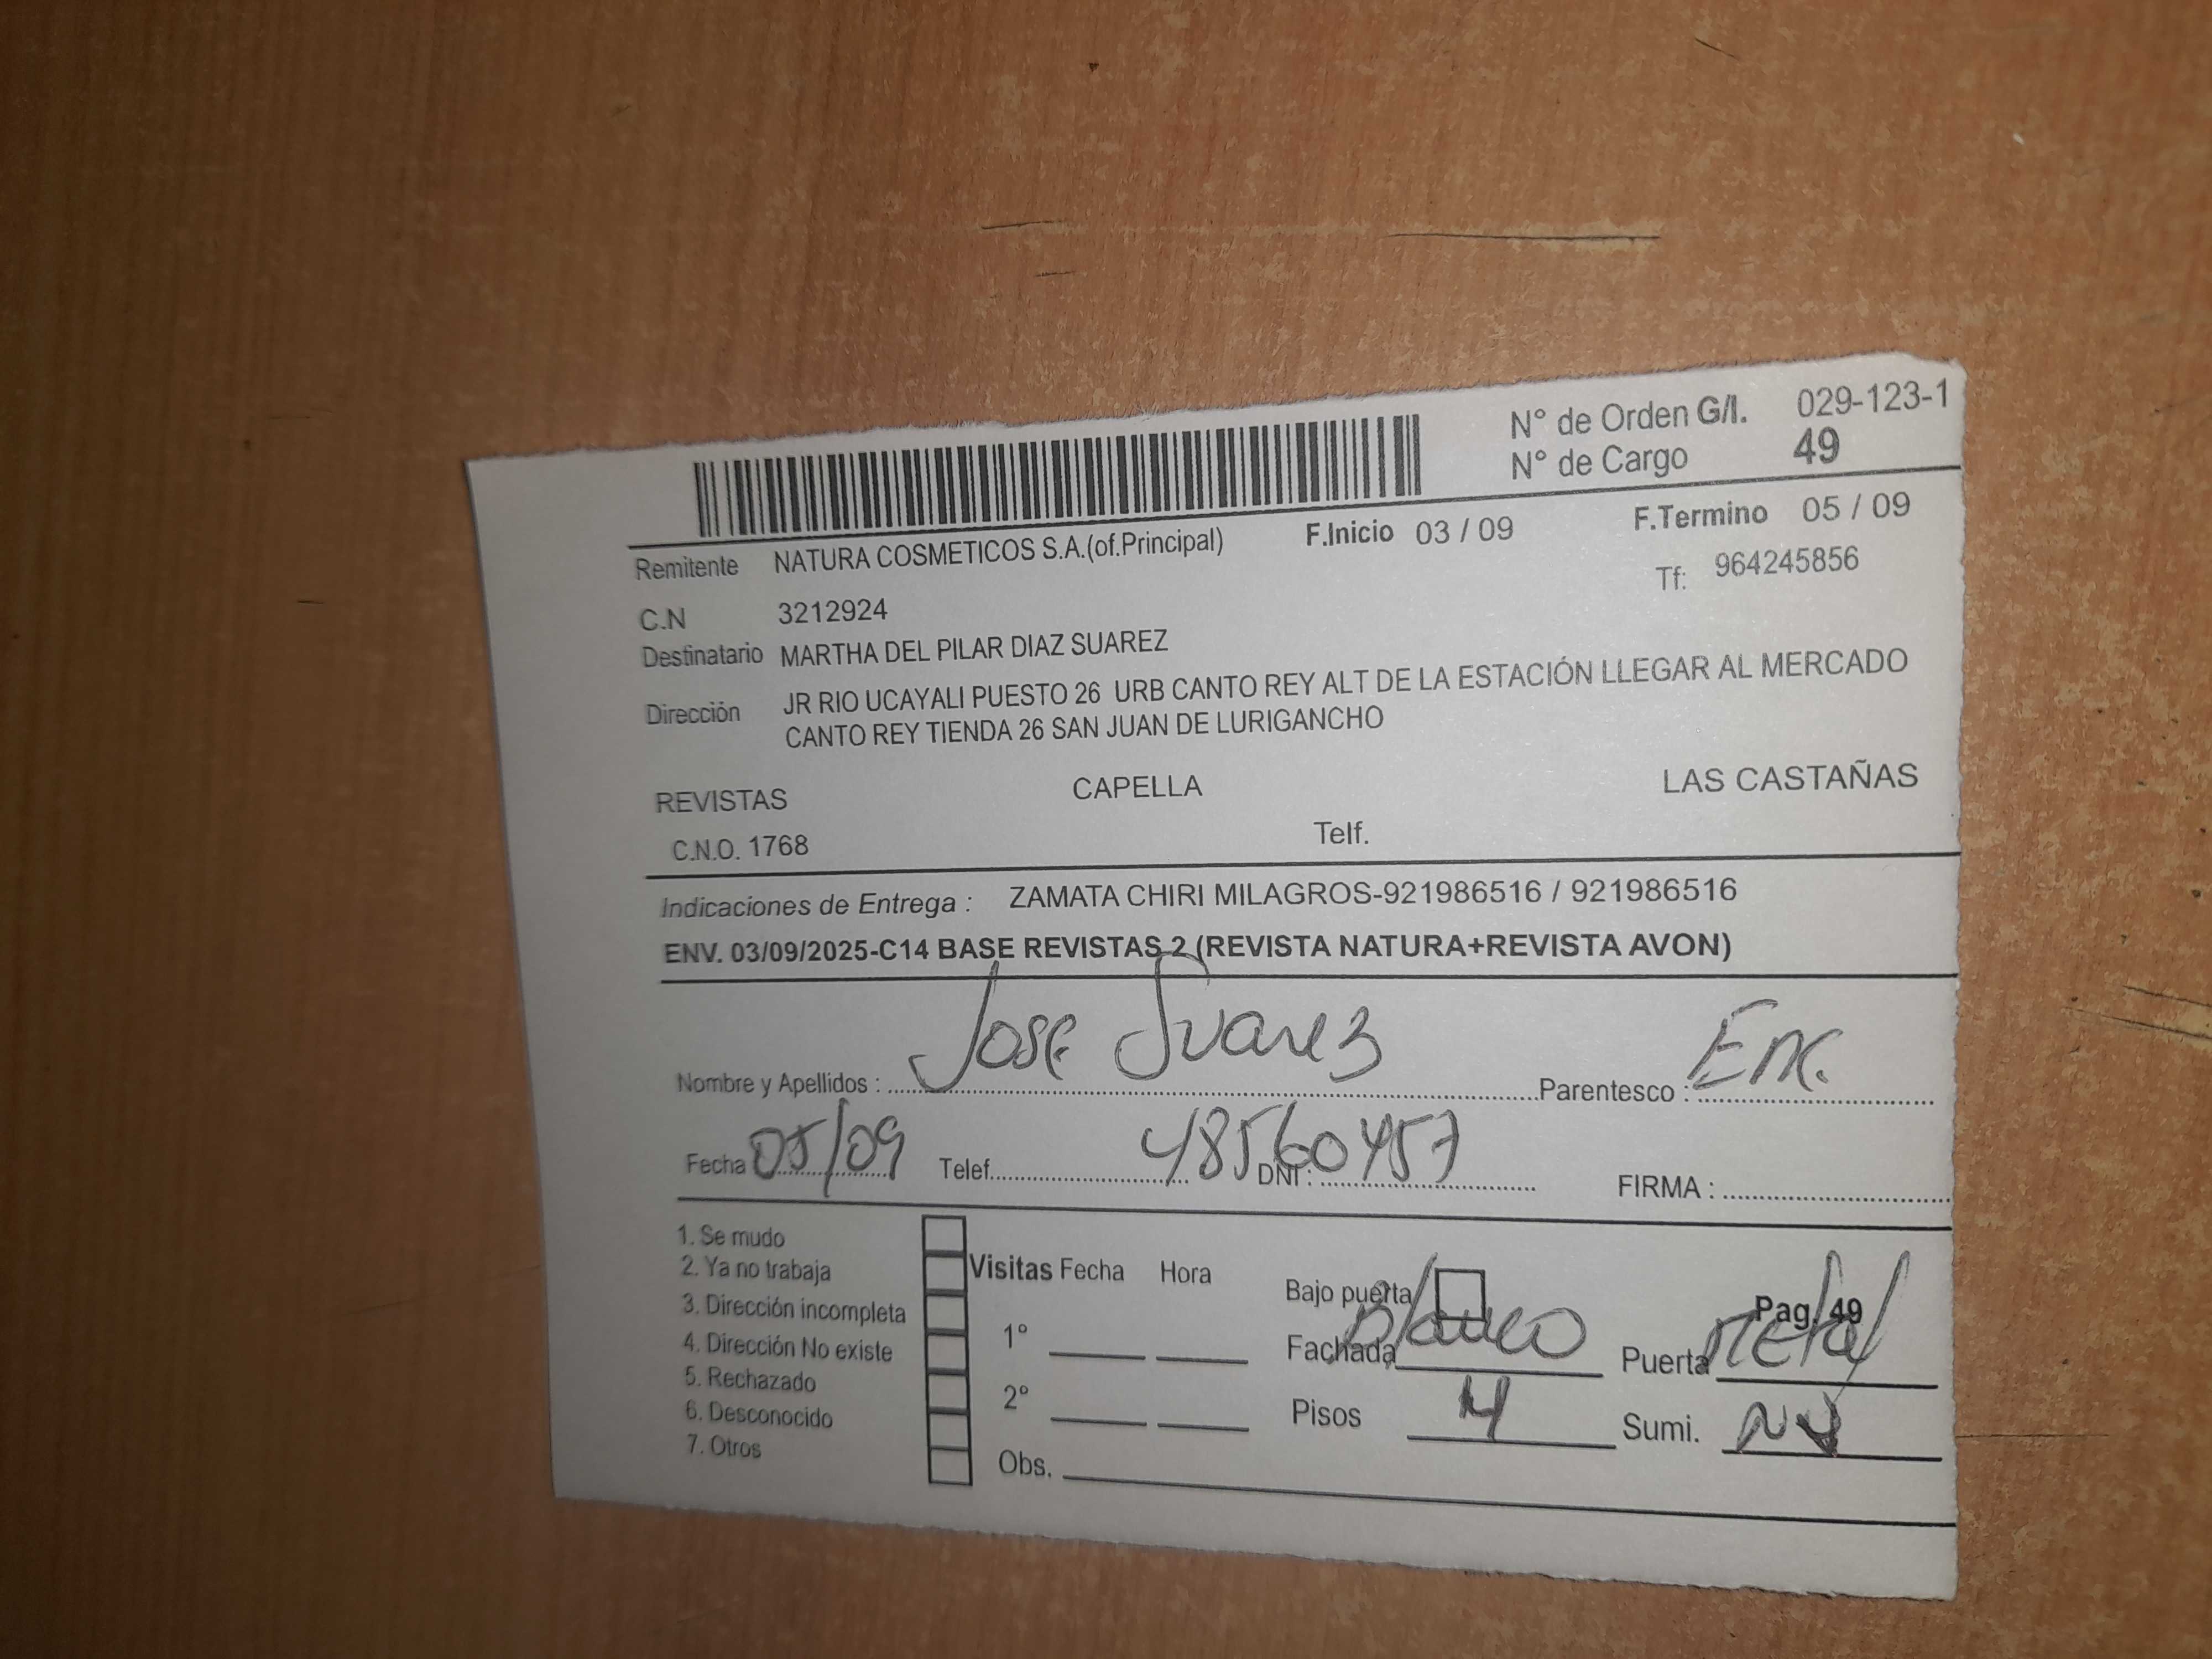 N° de Orden G/I. 029-123-1
N° de Cargo 49
Remitente NATURA COSMETICOS S.A.(of.Principal) F.Inicio 03 / 09 F.Termino 05 / 09
C.N 3212924 Tf: 964245856
Destinatario MARTHA DEL PILAR DIAZ SUAREZ
Dirección JR RIO UCAYALI PUESTO 26 URB CANTO REY ALT DE LA ESTACIÓN LLEGAR AL MERCADO
CANTO REY TIENDA 26 SAN JUAN DE LURIGANCHO
REVISTAS CAPELLA LAS CASTAÑAS
C.N.O. 1768 Telf.
Indicaciones de Entrega : ZAMATA CHIRI MILAGROS-921986516 / 921986516
ENV. 03/09/2025-C14 BASE REVISTAS 2 (REVISTA NATURA+REVISTA AVON)
Nombre y Apellidos : Jose Suarez Parentesco : Enc.
Fecha 05/09 Telef. DNI : 48560457 FIRMA :
1. Se mudo
2. Ya no trabaja Visitas Fecha Hora Bajo puerta Pag. 49
3. Dirección incompleta
4. Dirección No existe 1° Fachada blanco Puerta Metal
5. Rechazado
6. Desconocido 2° Pisos 4 Sumi.
7. Otros Obs.